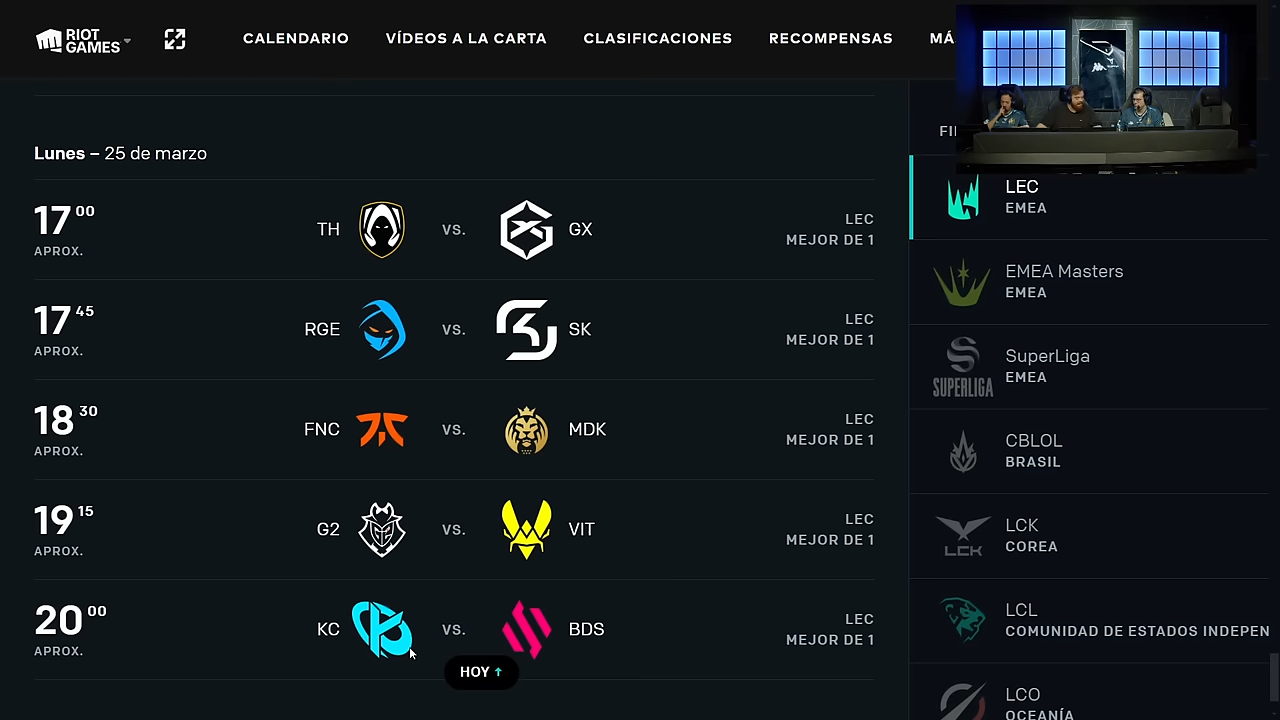 RIOT
GAMES
CALENDARIO
VÍDEOS A LA CARTA
CLASIFICACIONES
RECOMPENSAS
MÁ
Lunes – 25 de marzo
17 00
APROX.
TH
VS.
GX
LEC
MEJOR DE 1
17 45
APROX.
RGE
VS.
SK
LEC
MEJOR DE 1
18 30
APROX.
FNC
VS.
MDK
LEC
MEJOR DE 1
19 15
APROX.
G2
VS.
VIT
LEC
MEJOR DE 1
20 00
APROX.
KC
VS.
BDS
LEC
MEJOR DE 1
HOY ↑
LEC
EMEA
EMEA Masters
EMEA
SUPERLIGA
SuperLiga
EMEA
CBLOL
BRASIL
LCK
LCK
COREA
LCL
COMUNIDAD DE ESTADOS INDEPEN
LCO
OCEANÍA